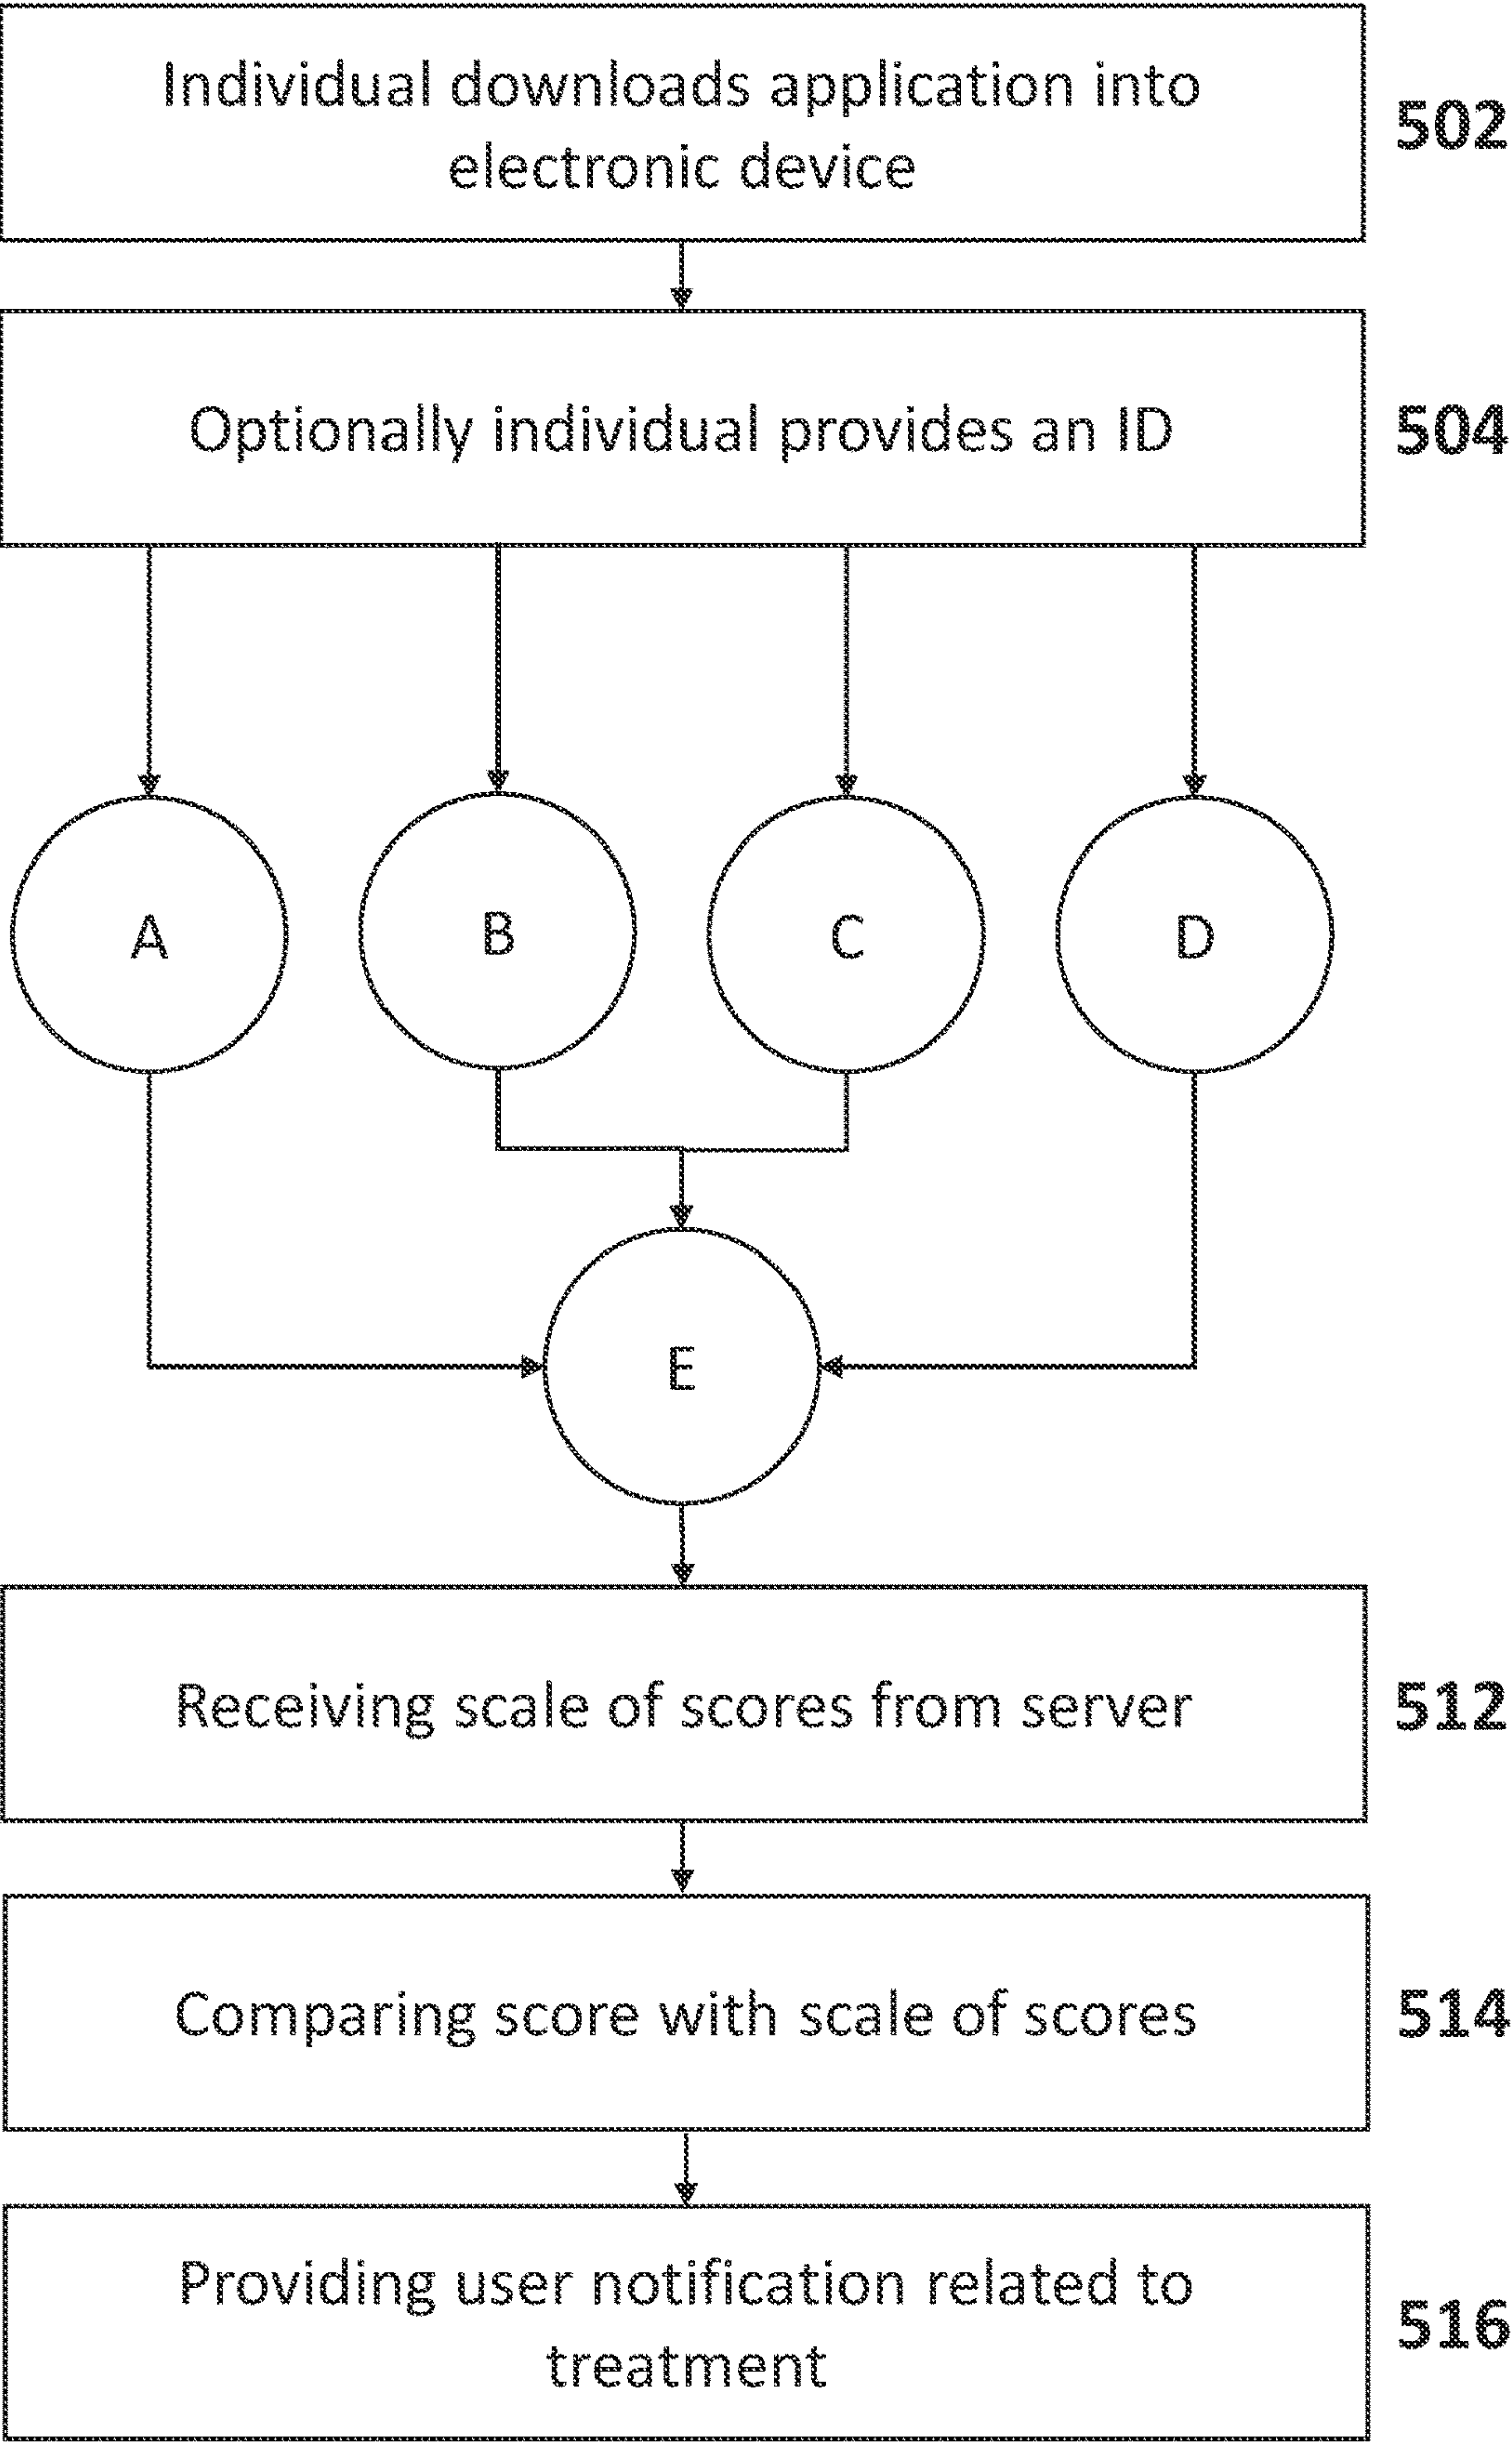 Individual downloads application into
electronic device
502
Optionally individual provides an ID
504
A
B
C
D
E
Receiving scale of scores from server
512
Comparing score with scale of scores
514
Providing user notification related to
treatment
516